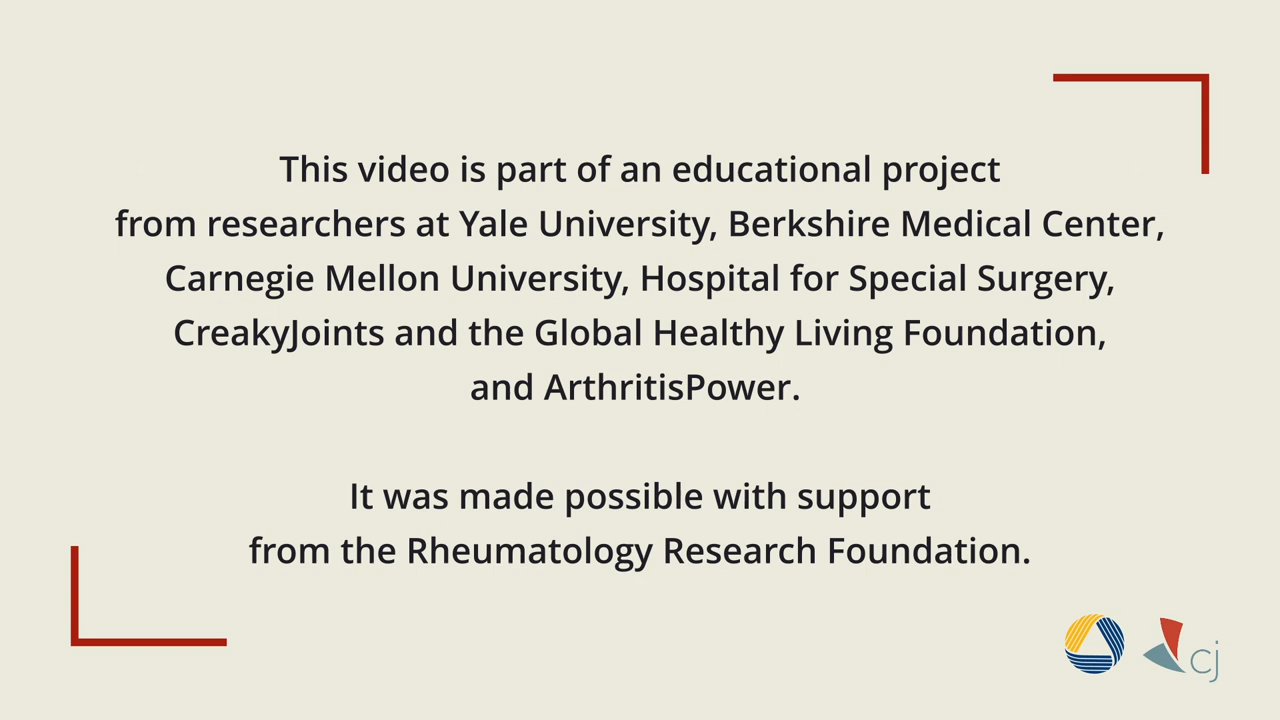 This video is part of an educational project
from researchers at Yale University, Berkshire Medical Center,
Carnegie Mellon University, Hospital for Special Surgery,
CreakyJoints and the Global Healthy Living Foundation,
and ArthritisPower.
It was made possible with support
from the Rheumatology Research Foundation.
cj